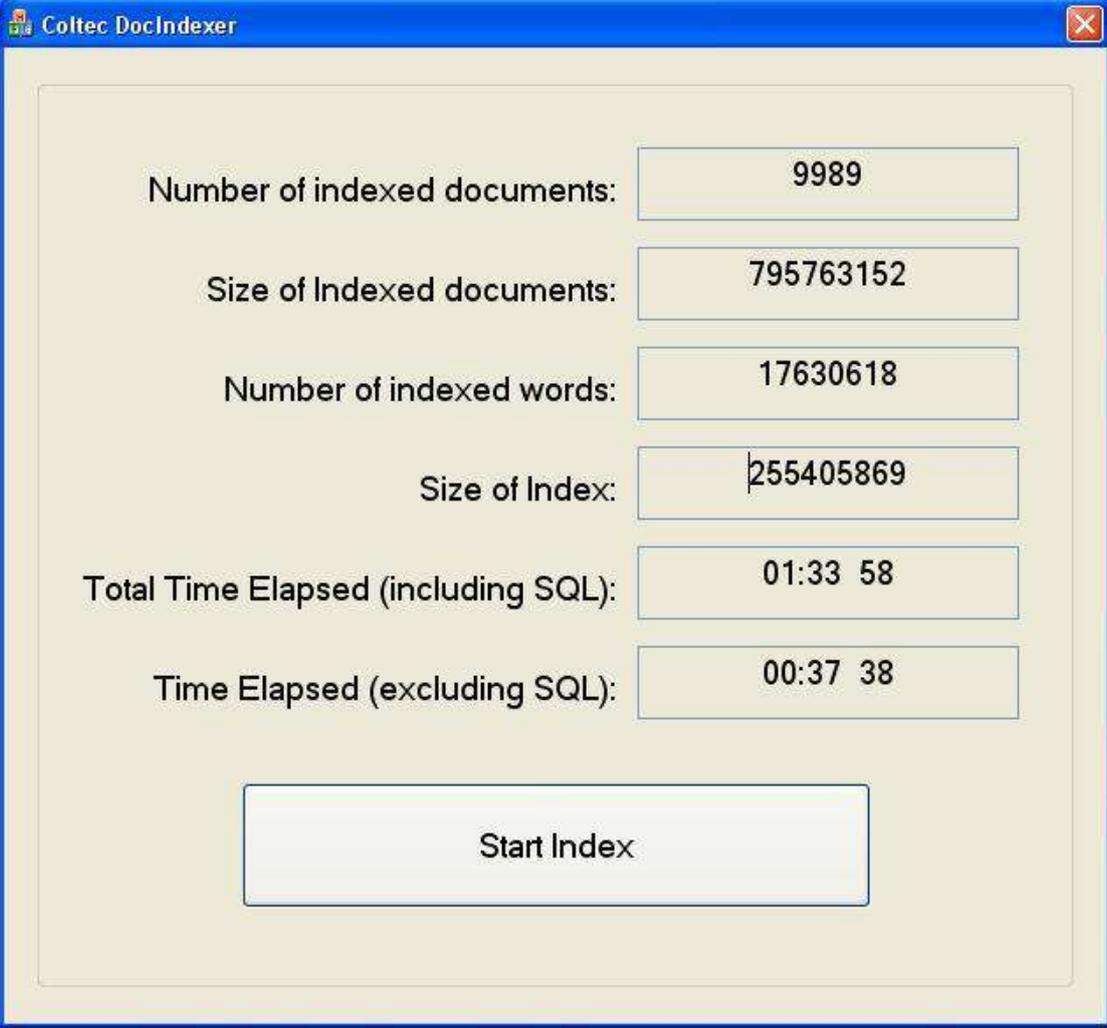 Coltec DocIndexer
Number of indexed documents: 9989
Size of Indexed documents: 795763152
Number of indexed words: 17630618
Size of Index: 255405869
Total Time Elapsed (including SQL): 01:33 58
Time Elapsed (excluding SQL): 00:37 38
Start Index